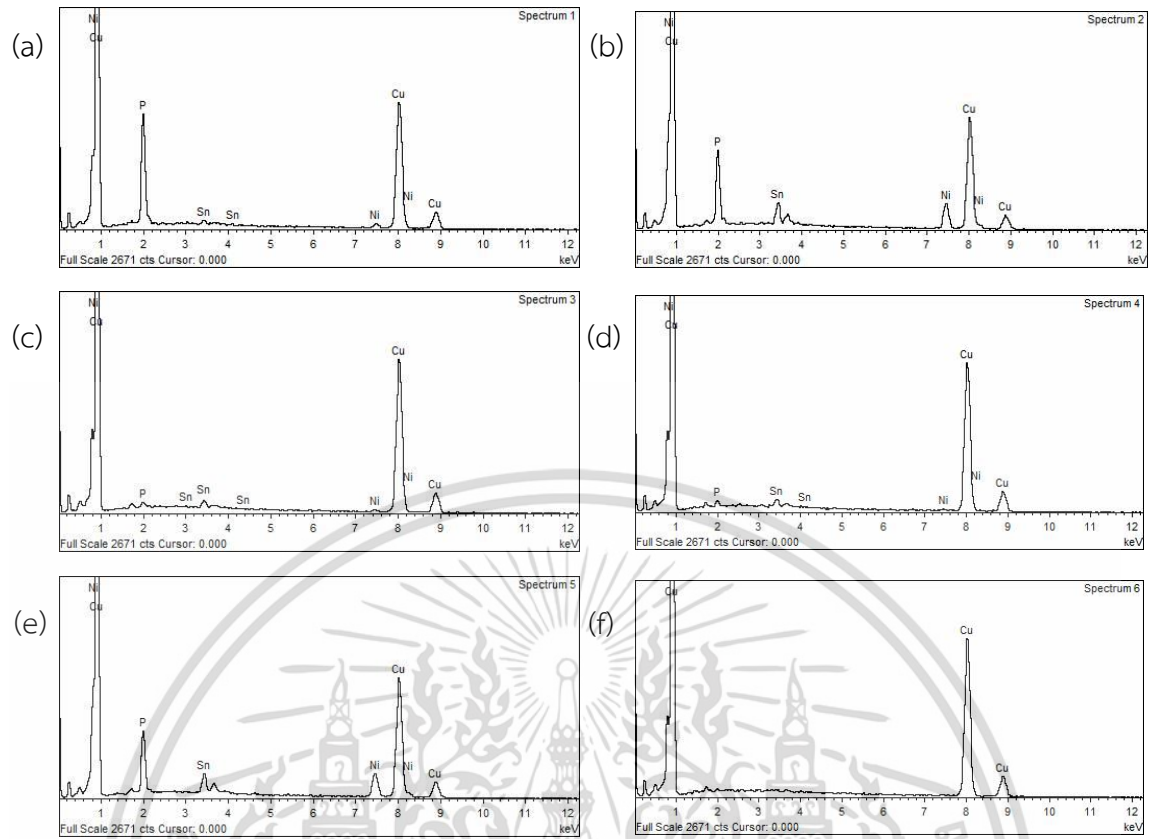 (a)
Spectrum 1
Ni
Cu
P
Sn
Sn
Ni
Cu
Ni
Cu
1 2 3 4 5 6 7 8 9 10 11 12
Full Scale 2671 cts Cursor: 0.000 keV
(b)
Spectrum 2
Ni
Cu
P
Sn
Ni
Cu
Ni
Cu
1 2 3 4 5 6 7 8 9 10 11 12
Full Scale 2671 cts Cursor: 0.000 keV
(c)
Spectrum 3
Ni
Cu
P
Sn
Sn
Sn
Ni
Cu
Ni
Cu
1 2 3 4 5 6 7 8 9 10 11 12
Full Scale 2671 cts Cursor: 0.000 keV
(d)
Spectrum 4
Ni
Cu
P
Sn
Sn
Ni
Cu
Ni
Cu
1 2 3 4 5 6 7 8 9 10 11 12
Full Scale 2671 cts Cursor: 0.000 keV
(e)
Spectrum 5
Ni
Cu
P
Sn
Ni
Cu
Ni
Cu
1 2 3 4 5 6 7 8 9 10 11 12
Full Scale 2671 cts Cursor: 0.000 keV
(f)
Spectrum 6
Cu
Cu
Cu
1 2 3 4 5 6 7 8 9 10 11 12
Full Scale 2671 cts Cursor: 0.000 keV